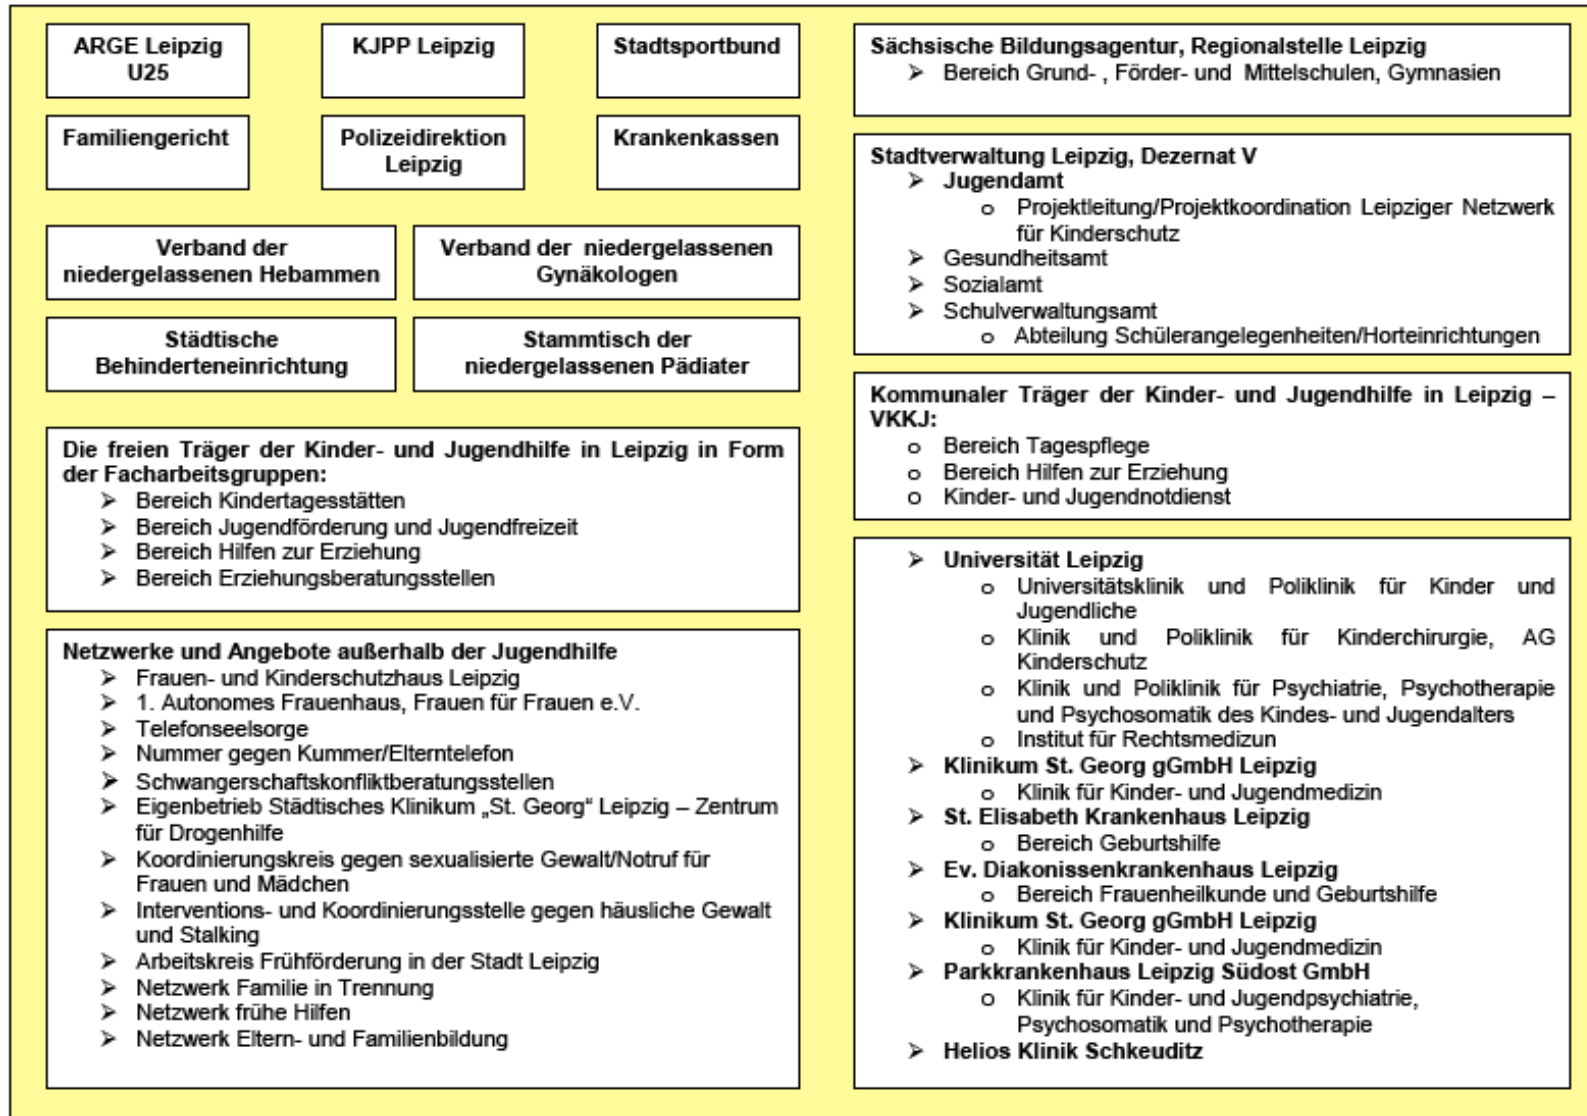 ARGE Leipzig
U25
KJPP Leipzig
Stadtsportbund
Familiengericht
Polizeidirektion
Leipzig
Krankenkassen
Verband der
niedergelassenen Hebammen
Verband der niedergelassenen
Gynäkologen
Städtische
Behinderteneinrichtung
Stammtisch der
niedergelassenen Pädiater
Die freien Träger der Kinder- und Jugendhilfe in Leipzig in Form
der Facharbeitsgruppen:
➢ Bereich Kindertagesstätten
➢ Bereich Jugendförderung und Jugendfreizeit
➢ Bereich Hilfen zur Erziehung
➢ Bereich Erziehungsberatungsstellen
Netzwerke und Angebote außerhalb der Jugendhilfe
➢ Frauen- und Kinderschutzhaus Leipzig
➢ 1. Autonomes Frauenhaus, Frauen für Frauen e.V.
➢ Telefonseelsorge
➢ Nummer gegen Kummer/Elterntelefon
➢ Schwangerschaftskonfliktberatungsstellen
➢ Eigenbetrieb Städtisches Klinikum „St. Georg“ Leipzig – Zentrum
für Drogenhilfe
➢ Koordinierungskreis gegen sexualisierte Gewalt/Notruf für
Frauen und Mädchen
➢ Interventions- und Koordinierungsstelle gegen häusliche Gewalt
und Stalking
➢ Arbeitskreis Frühförderung in der Stadt Leipzig
➢ Netzwerk Familie in Trennung
➢ Netzwerk frühe Hilfen
➢ Netzwerk Eltern- und Familienbildung
Sächsische Bildungsagentur, Regionalstelle Leipzig
➢ Bereich Grund- , Förder- und Mittelschulen, Gymnasien
Stadtverwaltung Leipzig, Dezernat V
➢ Jugendamt
o Projektleitung/Projektkoordination Leipziger Netzwerk
für Kinderschutz
➢ Gesundheitsamt
➢ Sozialamt
➢ Schulverwaltungsamt
o Abteilung Schülerangelegenheiten/Horteinrichtungen
Kommunaler Träger der Kinder- und Jugendhilfe in Leipzig –
VKKJ:
o Bereich Tagespflege
o Bereich Hilfen zur Erziehung
o Kinder- und Jugendnotdienst
➢ Universität Leipzig
o Universitätsklinik und Poliklinik für Kinder und
Jugendliche
o Klinik und Poliklinik für Kinderchirurgie, AG
Kinderschutz
o Klinik und Poliklinik für Psychiatrie, Psychotherapie
und Psychosomatik des Kindes- und Jugendalters
o Institut für Rechtsmedizun
➢ Klinikum St. Georg gGmbH Leipzig
o Klinik für Kinder- und Jugendmedizin
➢ St. Elisabeth Krankenhaus Leipzig
o Bereich Geburtshilfe
➢ Ev. Diakonissenkrankenhaus Leipzig
o Bereich Frauenheilkunde und Geburtshilfe
➢ Klinikum St. Georg gGmbH Leipzig
o Klinik für Kinder- und Jugendmedizin
➢ Parkkrankenhaus Leipzig Südost GmbH
o Klinik für Kinder- und Jugendpsychiatrie,
Psychosomatik und Psychotherapie
➢ Helios Klinik Schkeuditz